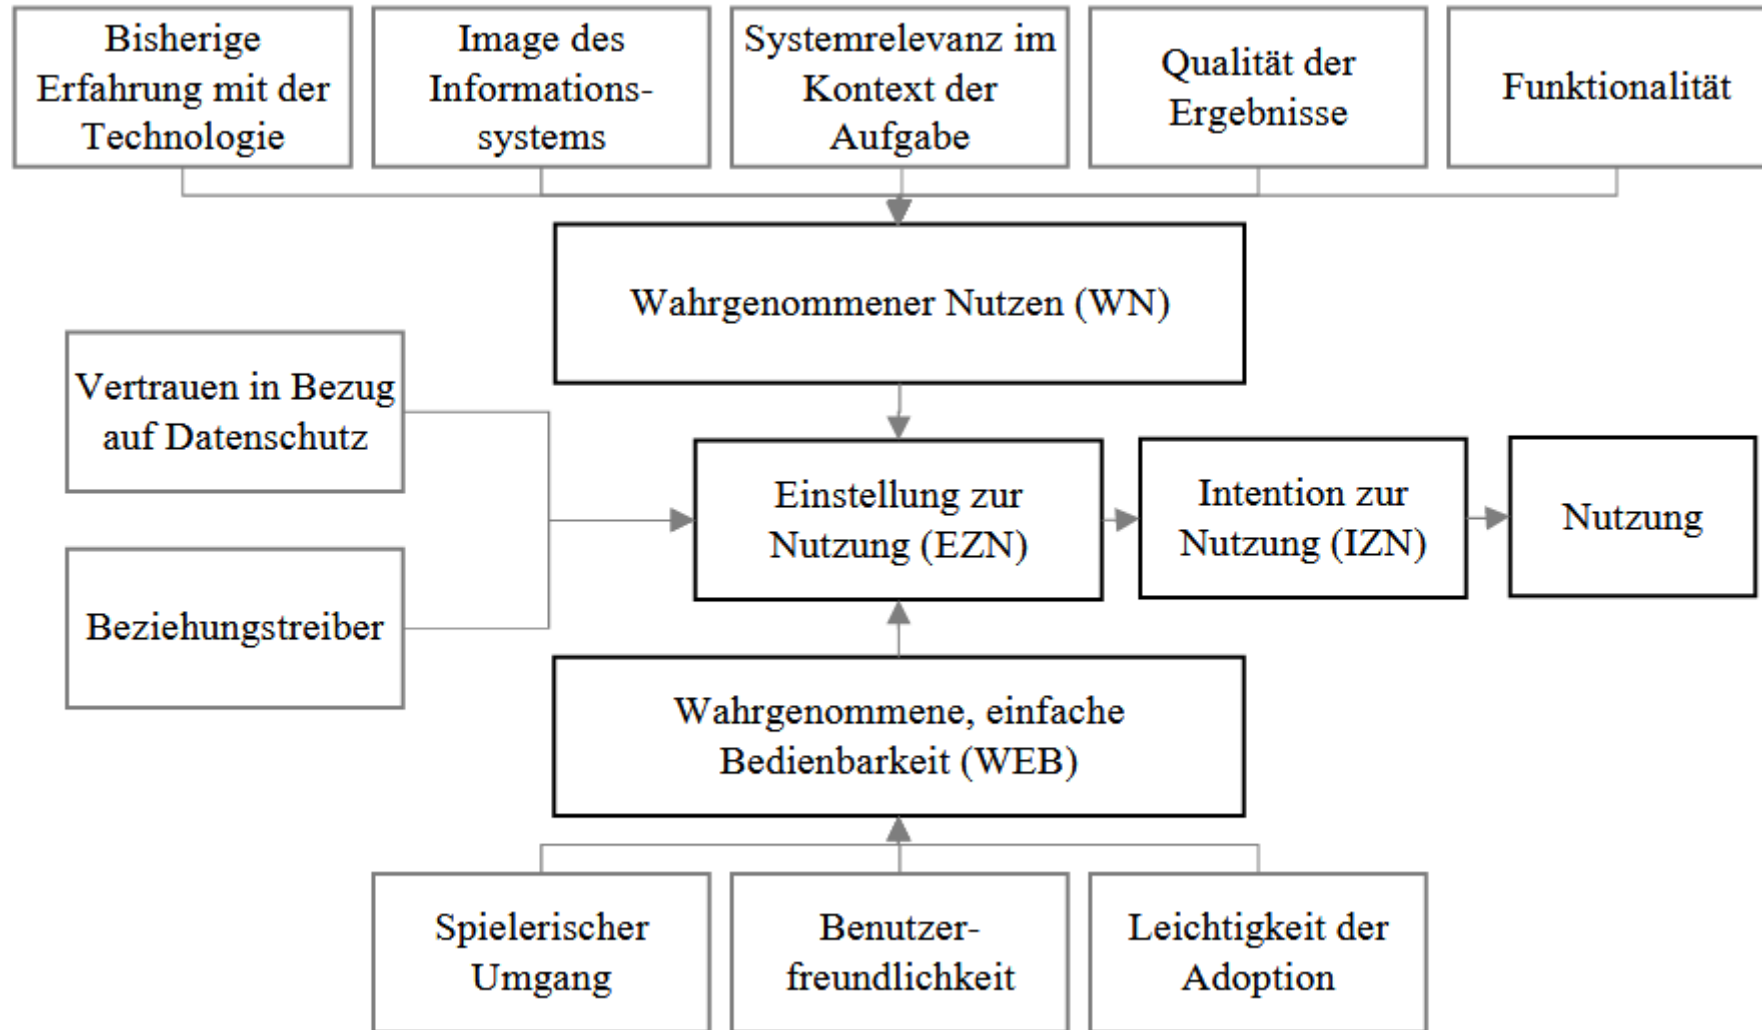 Bisherige
Erfahrung mit der
Technologie
Image des
Informations-
systems
Systemrelevanz im
Kontext der
Aufgabe
Qualität der
Ergebnisse
Funktionalität
Wahrgenommener Nutzen (WN)
Vertrauen in Bezug
auf Datenschutz
Einstellung zur
Nutzung (EZN)
Intention zur
Nutzung (IZN)
Nutzung
Beziehungstreiber
Wahrgenommene, einfache
Bedienbarkeit (WEB)
Spielerischer
Umgang
Benutzer-
freundlichkeit
Leichtigkeit der
Adoption